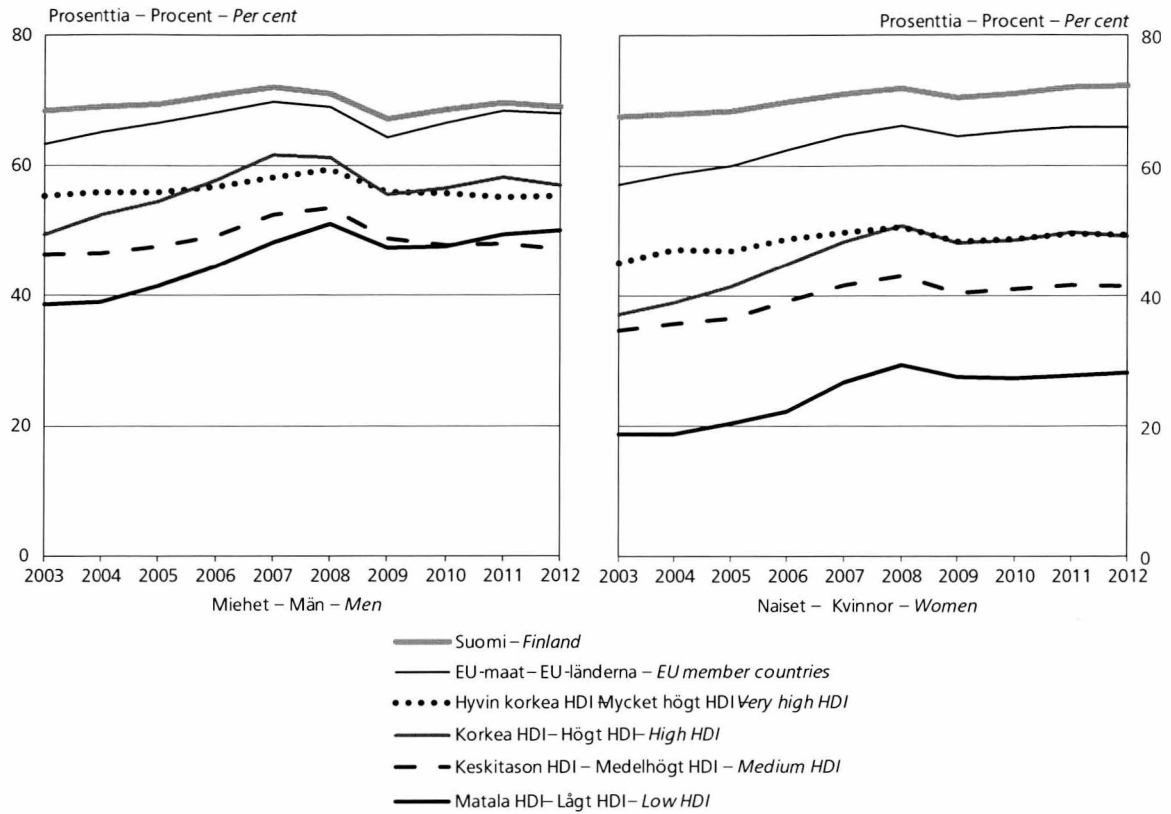 Prosenttia – Procent – Per cent
80
60
40
20
0
2003 2004 2005 2006 2007 2008 2009 2010 2011 2012
Miehet – Män – Men
Prosenttia – Procent – Per cent
80
60
40
20
0
2003 2004 2005 2006 2007 2008 2009 2010 2011 2012
Naiset – Kvinnor – Women
Suomi – Finland
EU-maat – EU-länderna – EU member countries
Hyvin korkea HDI – Mycket högt HDI – Very high HDI
Korkea HDI – Högt HDI – High HDI
Keskitason HDI – Medelhögt HDI – Medium HDI
Matala HDI – Lågt HDI – Low HDI